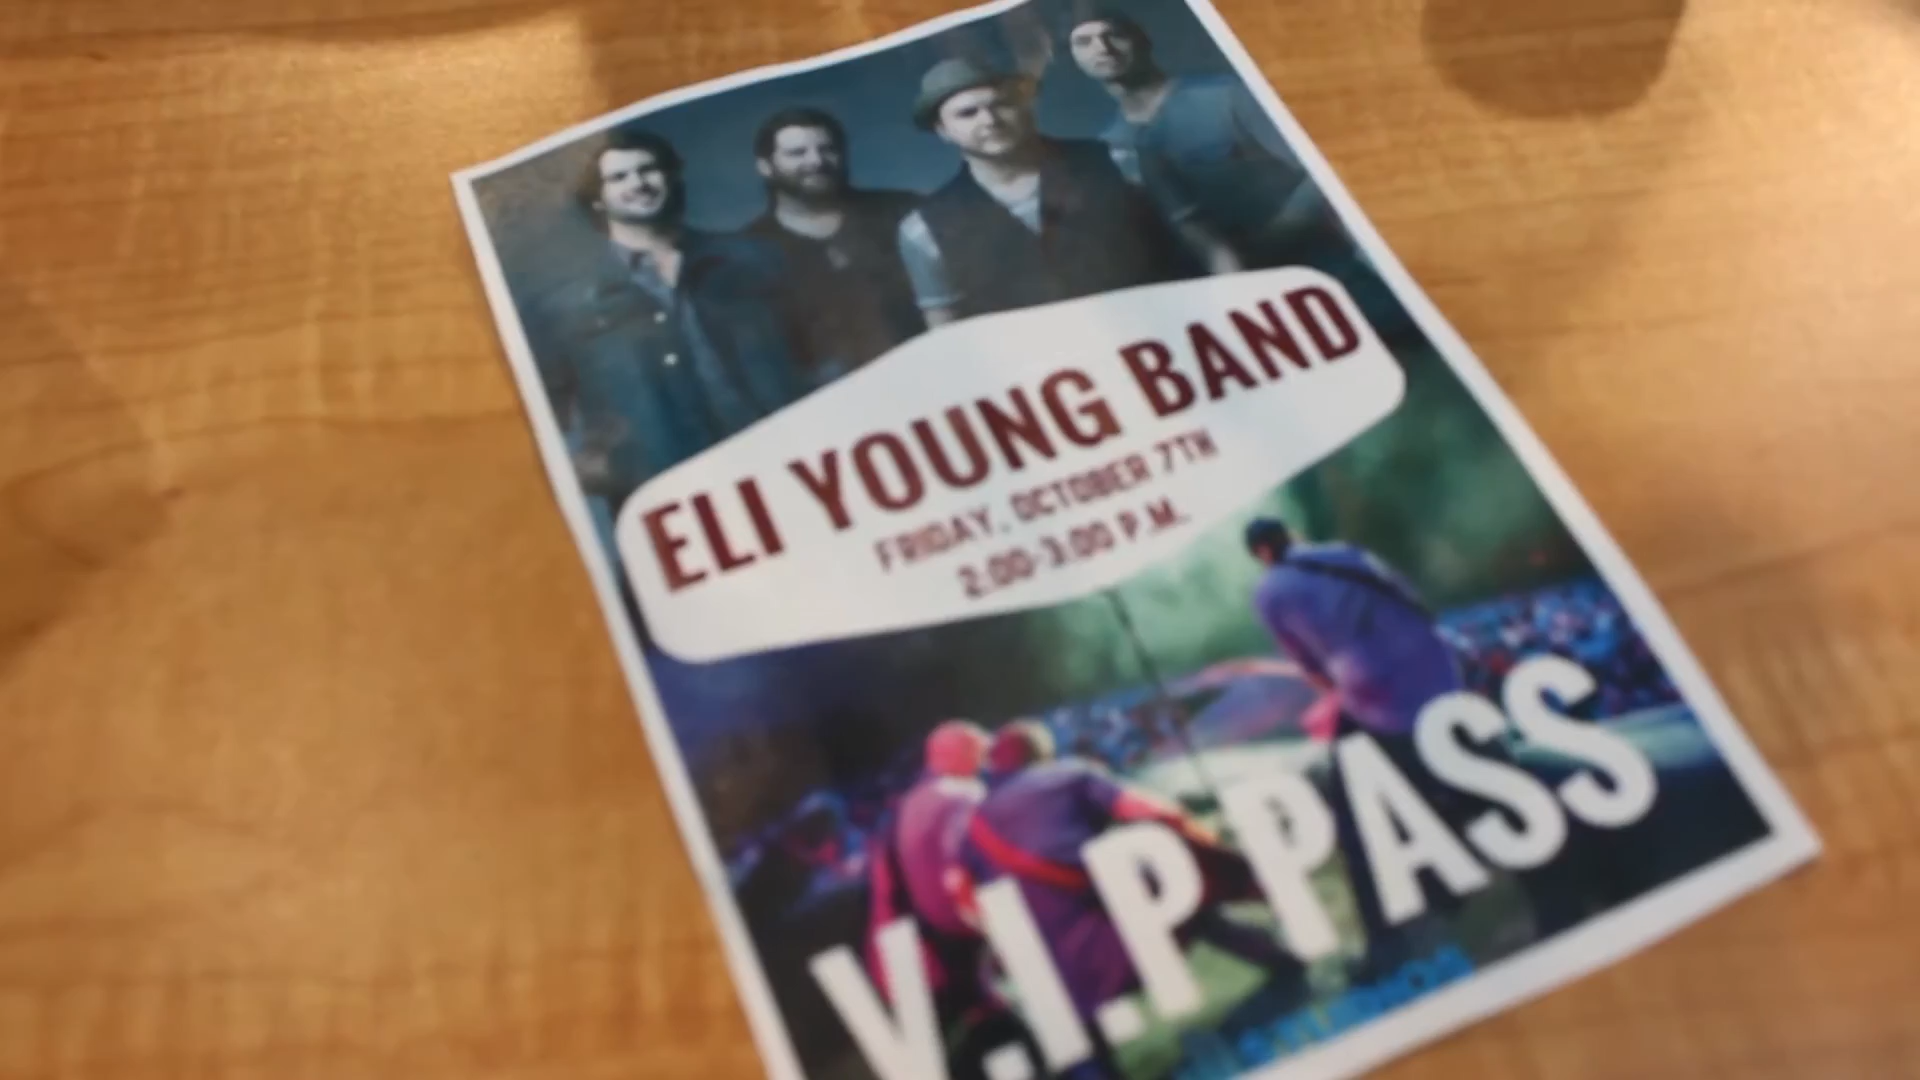 ELI YOUNG BAND
FRIDAY, OCTOBER 7TH
2:00-3:00 P.M.
V.I.P PASS